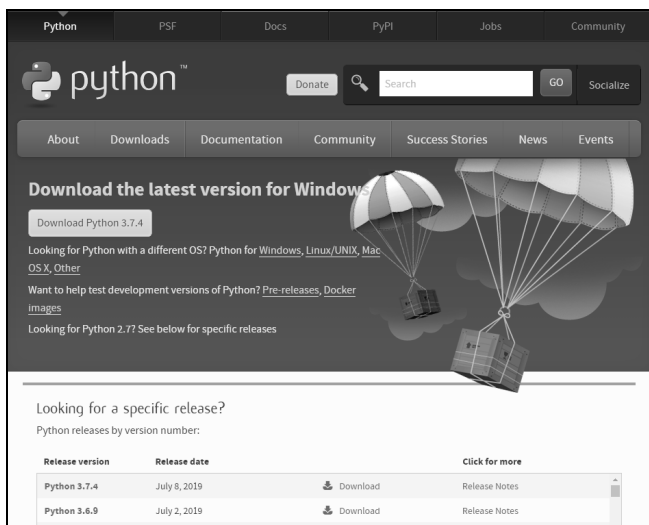 Python PSF Docs PyPI Jobs Community
python™
Donate Search GO Socialize
About Downloads Documentation Community Success Stories News Events
Download the latest version for Windows
Download Python 3.7.4
Looking for Python with a different OS? Python for Windows, Linux/UNIX, Mac
OS X, Other
Want to help test development versions of Python? Pre-releases, Docker
images
Looking for Python 2.7? See below for specific releases
Looking for a specific release?
Python releases by version number:
Release version Release date Click for more
Python 3.7.4 July 8, 2019 Download Release Notes
Python 3.6.9 July 2, 2019 Download Release Notes